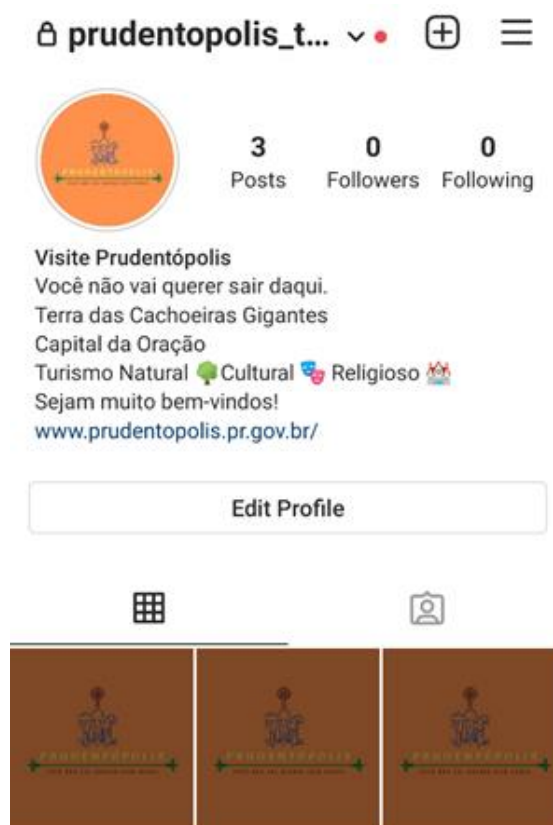 prudentopolis_t...
3 0 0
Posts Followers Following
Visite Prudentópolis
Você não vai querer sair daqui.
Terra das Cachoeiras Gigantes
Capital da Oração
Turismo Natural 🌳Cultural 🎭 Religioso 💒
Sejam muito bem-vindos!
www.prudentopolis.pr.gov.br/
Edit Profile
PRUDENTÓPOLIS PRUDENTÓPOLIS PRUDENTÓPOLIS